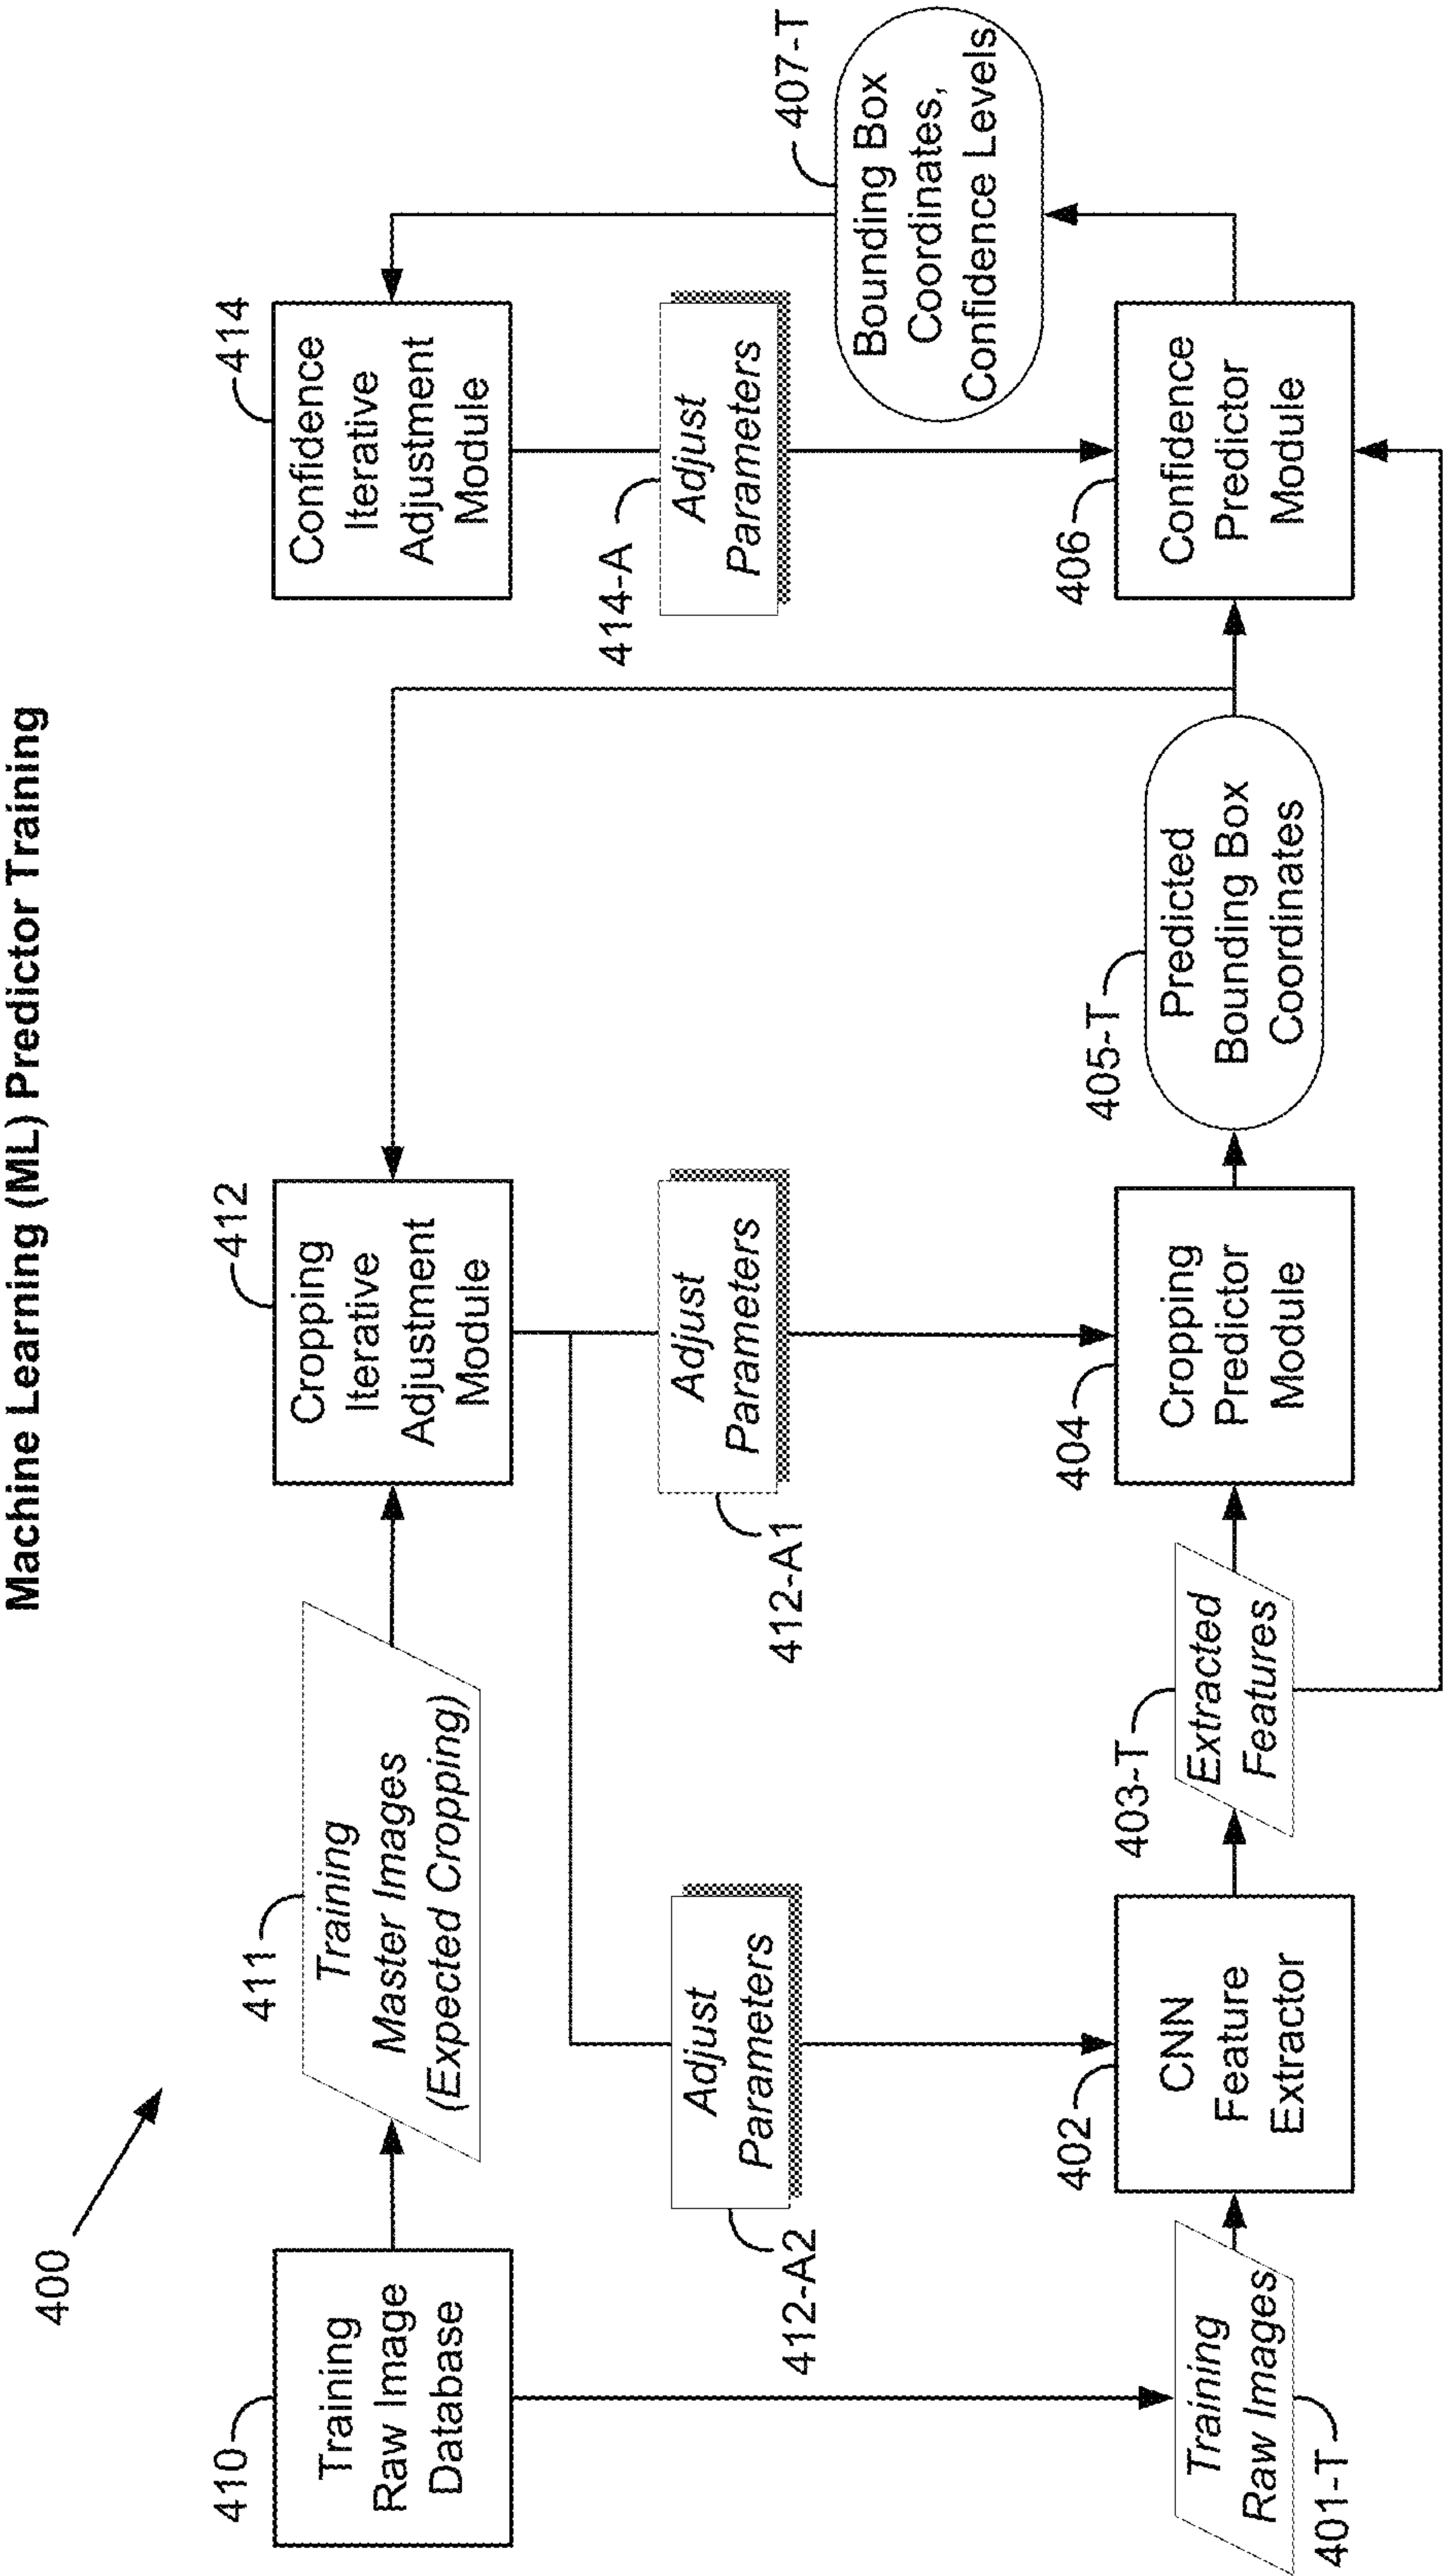 Machine Learning (ML) Predictor Training
400
410
Training
Raw Image
Database
411
Training
Master Images
(Expected Cropping)
412
Cropping
Iterative
Adjustment
Module
414
Confidence
Iterative
Adjustment
Module
412-A2
Adjust
Parameters
412-A1
Adjust
Parameters
414-A
Adjust
Parameters
407-T
Bounding Box
Coordinates,
Confidence Levels
401-T
Training
Raw Images
402
CNN
Feature
Extractor
403-T
Extracted
Features
404
Cropping
Predictor
Module
405-T
Predicted
Bounding Box
Coordinates
406
Confidence
Predictor
Module